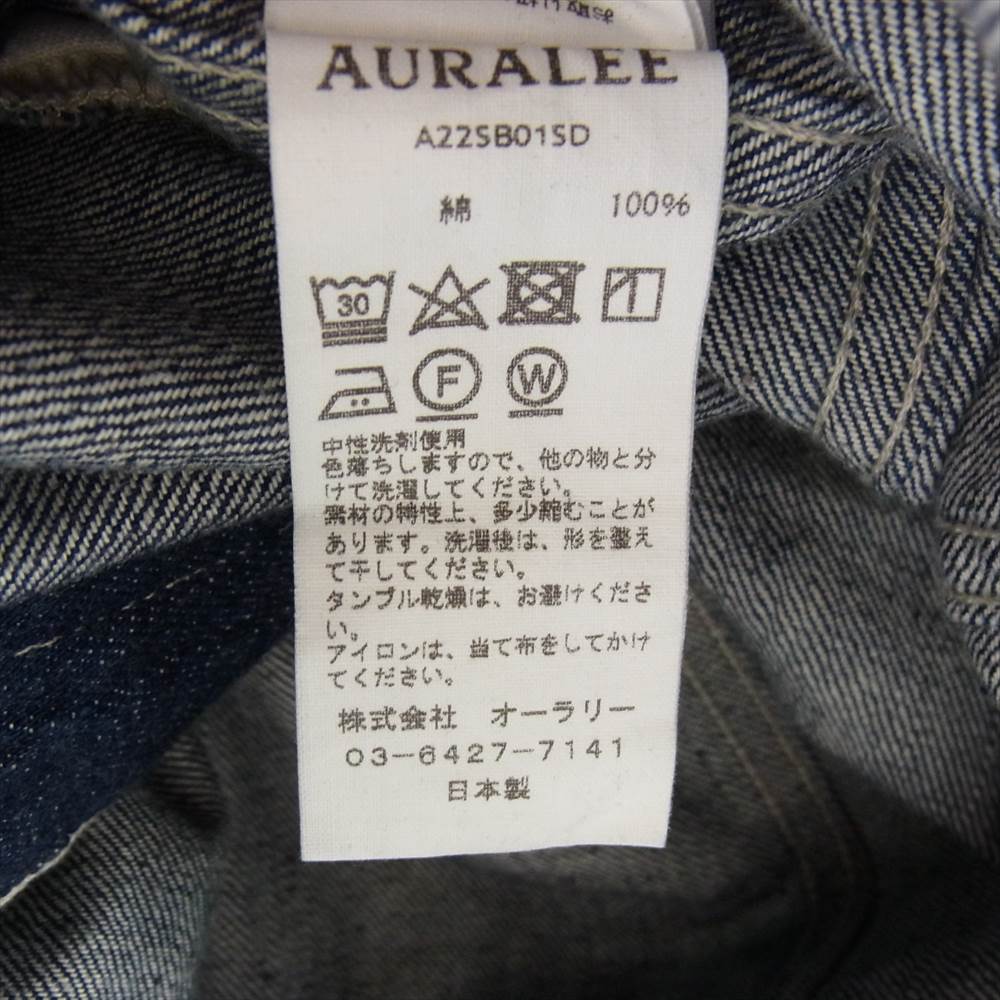 AURALEE
A22SB01SD
綿 100%
30
F W
中性洗剤使用
色落ちしますので、他の物と分
けて洗濯してください。
素材の特性上、多少縮むことが
あります。洗濯後は、形を整え
て干してください。
タンブル乾燥は、お避けくださ
い。
アイロンは、当て布をしてかけ
てください。
株式会社 オーラリー
03-6427-7141
日本製